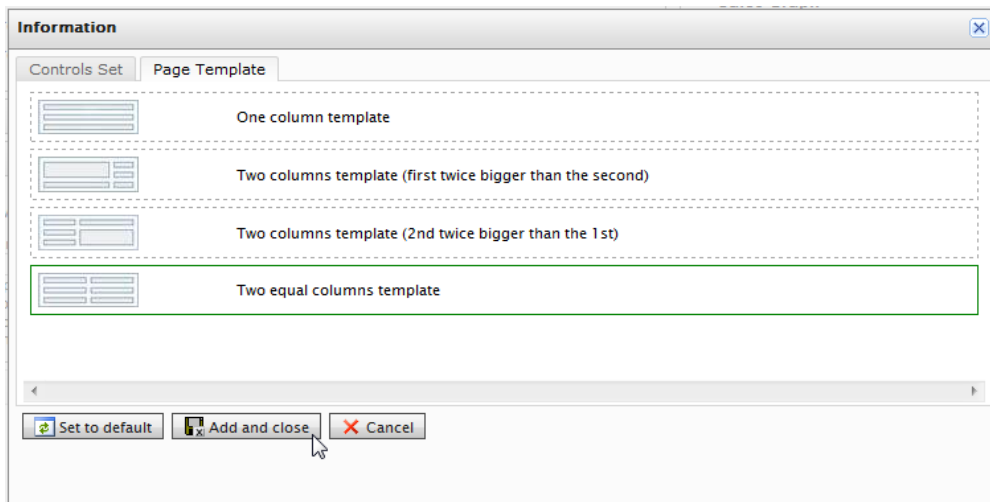 Information
Controls Set
Page Template
One column template
Two columns template (first twice bigger than the second)
Two columns template (2nd twice bigger than the 1st)
Two equal columns template
Set to default
Add and close
Cancel